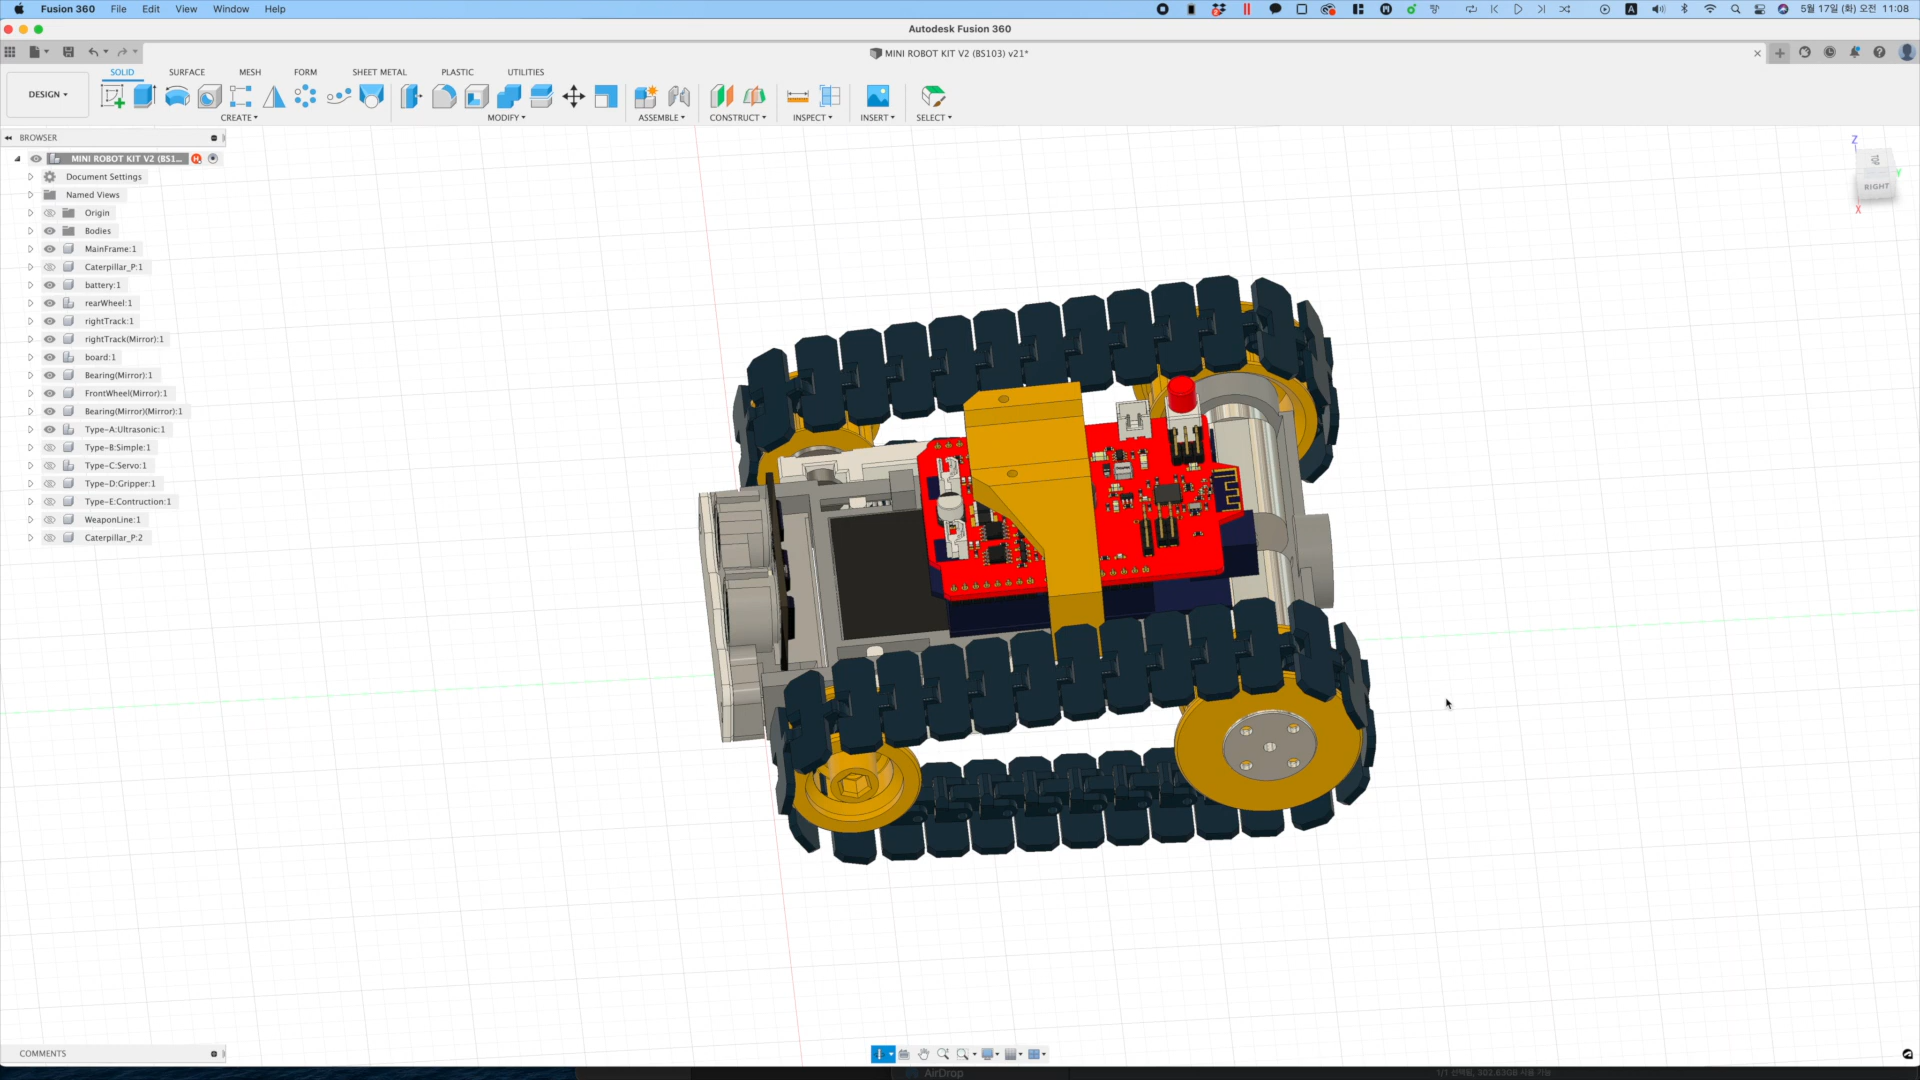 Fusion 360 File Edit View Window Help A 5월 17일 (화) 오전 11:08
Autodesk Fusion 360
MINI ROBOT KIT V2 (BS103) v21*
SOLID SURFACE MESH FORM SHEET METAL PLASTIC UTILITIES
DESIGN
CREATE MODIFY ASSEMBLE CONSTRUCT INSPECT INSERT SELECT
BROWSER
MINI ROBOT KIT V2 (BS1...
Document Settings
Named Views
Origin
Bodies
MainFrame:1
Caterpillar_P:1
battery:1
rearWheel:1
rightTrack:1
rightTrack(Mirror):1
board:1
Bearing(Mirror):1
FrontWheel(Mirror):1
Bearing(Mirror)(Mirror):1
Type-A:Ultrasonic:1
Type-B:Simple:1
Type-C:Servo:1
Type-D:Gripper:1
Type-E:Contruction:1
WeaponLine:1
Caterpillar_P:2
Z
TOP
RIGHT
Y
X
COMMENTS
AirDrop